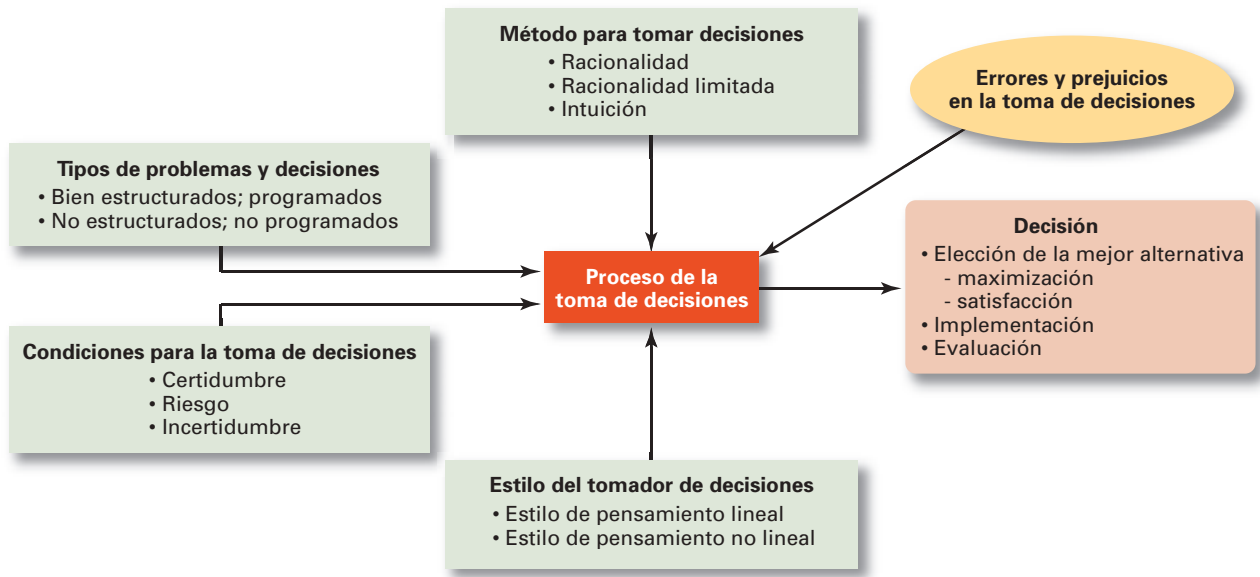 Método para tomar decisiones
• Racionalidad
• Racionalidad limitada
• Intuición
Errores y prejuicios
en la toma de decisiones
Tipos de problemas y decisiones
• Bien estructurados; programados
• No estructurados; no programados
Proceso de la
toma de decisiones
Decisión
• Elección de la mejor alternativa
- maximización
- satisfacción
• Implementación
• Evaluación
Condiciones para la toma de decisiones
• Certidumbre
• Riesgo
• Incertidumbre
Estilo del tomador de decisiones
• Estilo de pensamiento lineal
• Estilo de pensamiento no lineal